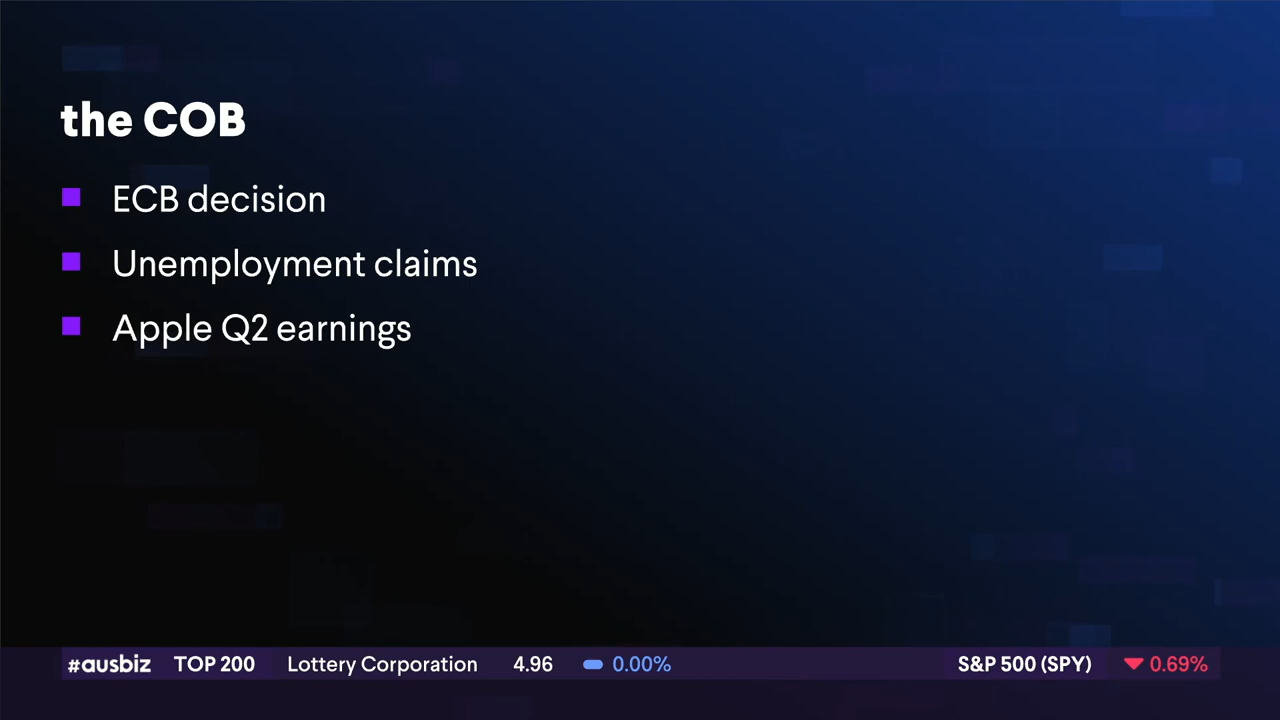 the COB
ECB decision
Unemployment claims
Apple Q2 earnings
#ausbiz TOP 200 Lottery Corporation 4.96 0.00% S&P 500 (SPY) 0.69%